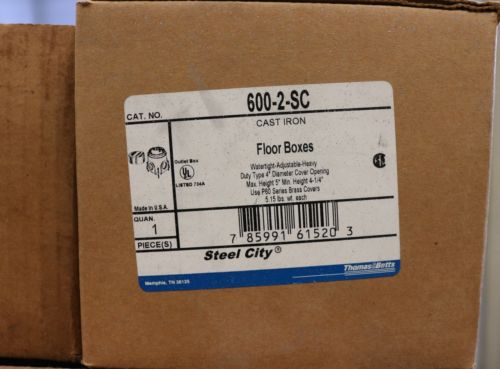 CAT. NO.
600-2-SC
CAST IRON
Floor Boxes
Outlet Box
UL
LISTED 734A
Watertight-Adjustable-Heavy
Duty Type 4" Diameter Cover Opening
Max. Height 5" Min. Height 4-1/4"
Use P60 Series Brass Covers
5.15 lbs. wt. each
Made in U.S.A.
QUAN.
1
PIECE(S)
7 85991 61520 3
Steel City®
Thomas&Betts
Memphis, TN 38125